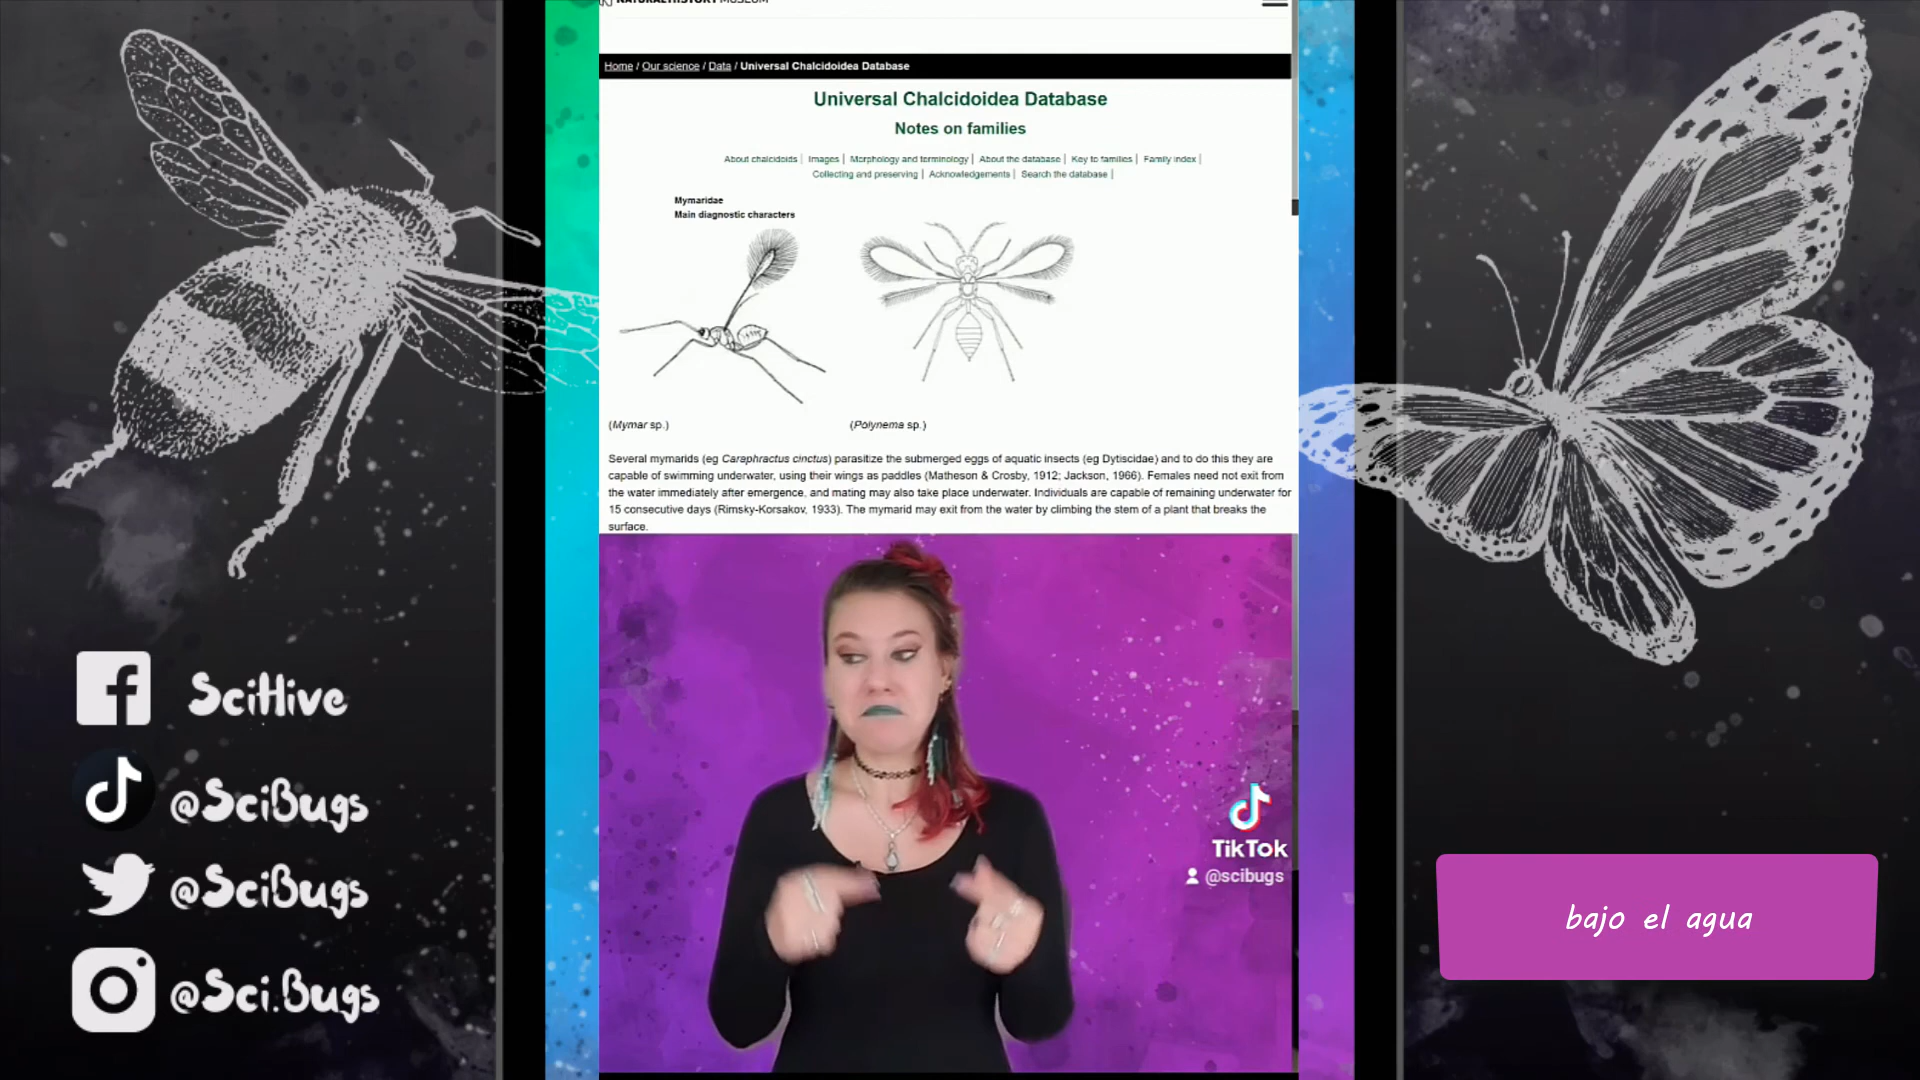 NATURAL HISTORY MUSEUM
Home / Our science / Data / Universal Chalcidoidea Database
Universal Chalcidoidea Database
Notes on families
About chalcidoids | Images | Morphology and terminology | About the database | Key to families | Family index |
Collecting and preserving | Acknowledgements | Search the database |
Mymaridae
Main diagnostic characters
(Mymar sp.)
(Polynema sp.)
Several mymarids (eg Caraphractus cinctus) parasitize the submerged eggs of aquatic insects (eg Dytiscidae) and to do this they are
capable of swimming underwater, using their wings as paddles (Matheson & Crosby, 1912; Jackson, 1966). Females need not exit from
the water immediately after emergence, and mating may also take place underwater. Individuals are capable of remaining underwater for
15 consecutive days (Rimsky-Korsakov, 1933). The mymarid may exit from the water by climbing the stem of a plant that breaks the
surface.
SciHive
@SciBugs
@SciBugs
@Sci.Bugs
TikTok
@scibugs
bajo el agua